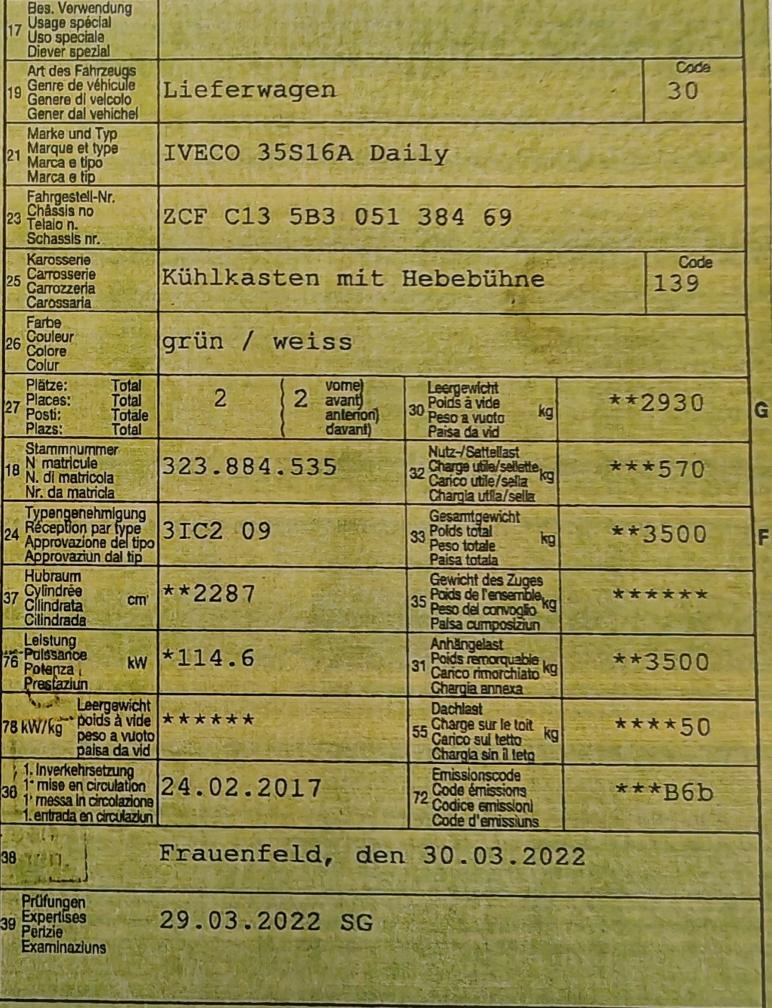 Bes. Verwendung
17 Usage spécial
Uso speciale
Diever spezial
Art des Fahrzeugs
19 Genre de véhicule
Genere di veicolo
Gener dal vehichel
Lieferwagen
Code
30
Marke und Typ
21 Marque et type
Marca e tipo
Marca e tip
IVECO 35S16A Daily
Fahrgestell-Nr.
23 Châssis no
Telaio n.
Schassis nr.
ZCF C13 5B3 051 384 69
Karosserie
25 Carrosserie
Carrozzeria
Carossaria
Kühlkasten mit Hebebühne
Code
139
Farbe
26 Couleur
Colore
Colur
grün / weiss
Plätze: Total
27 Places: Total
Posti: Totale
Plazs: Total
2 ( 2 vorne)
avant)
anteriori)
davant)
Leergewicht
30 Poids à vide kg
Peso a vuoto
Paisa da vid
**2930
G
Stammnummer
18 N matricule
N. di matricola
Nr. da matricla
323.884.535
Nutz-/Sattellast
32 Charge utile/sellette kg
Carico utile/sella
Chargia utila/sella
***570
Typengenehmigung
24 Réception par type
Approvazione del tipo
Approvaziun dal tip
3IC2 09
Gesamtgewicht
33 Poids total kg
Peso totale
Paisa totala
**3500
F
Hubraum
37 Cylindrée cm³
Cilindrata
Cilindrada
**2287
Gewicht des Zuges
35 Poids de l'ensemble kg
Peso del convoglio
Paisa cumposiziun
******
Leistung
76 Puissance kW
Potenza
Prestaziun
*114.6
Anhängelast
31 Poids remorquable kg
Carico rimorchiato
Chargia annexa
**3500
Leergewicht
78 kW/kg poids à vide
peso a vuoto
paisa da vid
******
Dachlast
55 Charge sur le toit kg
Carico sul tetto
Chargia sin il tetg
****50
1. Inverkehrsetzung
36 1ᵉ mise en circulation
1ᵃ messa in circolazione
1. entrada en circulaziun
24.02.2017
Emissionscode
72 Code émissions
Codice emissioni
Code d'emissiuns
***B6b
38
Frauenfeld, den 30.03.2022
Prüfungen
39 Expertises
Perizie
Examinaziuns
29.03.2022 SG